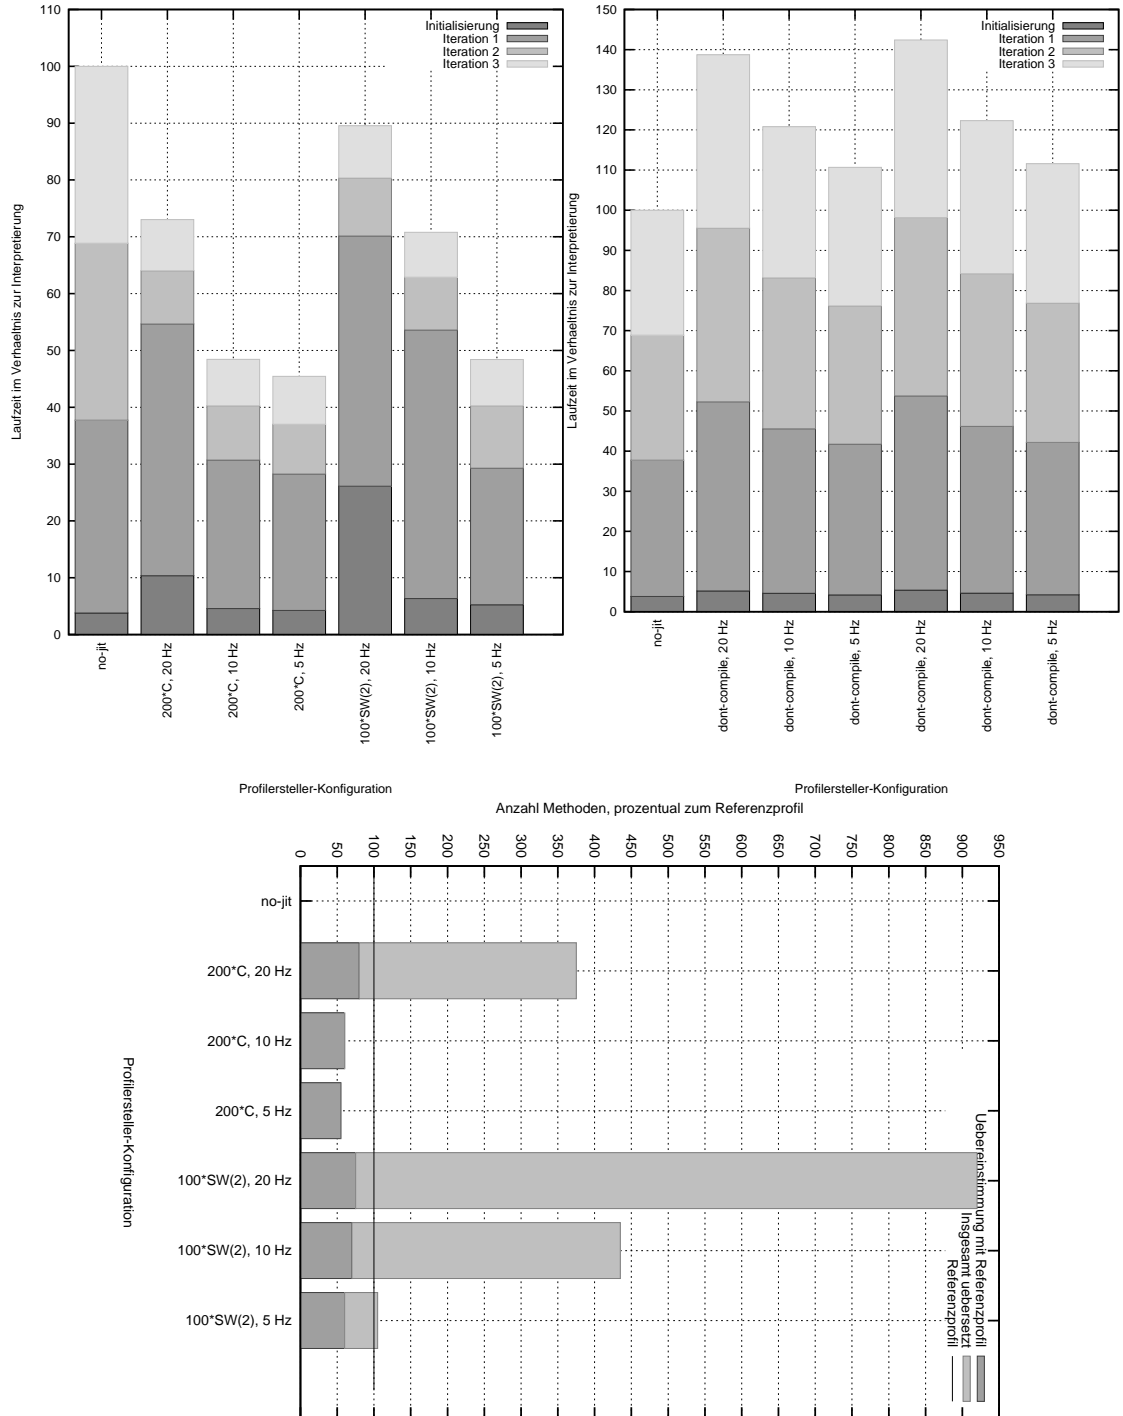 Laufzeit im Verhaeltnis zur Interpretierung
110
100
90
80
70
60
50
40
30
20
10
0
Initialisierung
Iteration 1
Iteration 2
Iteration 3
no-jit
200*C, 20 Hz
200*C, 10 Hz
200*C, 5 Hz
100*SW(2), 20 Hz
100*SW(2), 10 Hz
100*SW(2), 5 Hz
Profilersteller-Konfiguration
Laufzeit im Verhaeltnis zur Interpretierung
150
140
130
120
110
100
90
80
70
60
50
40
30
20
10
0
Initialisierung
Iteration 1
Iteration 2
Iteration 3
no-jit
dont-compile, 20 Hz
dont-compile, 10 Hz
dont-compile, 5 Hz
dont-compile, 20 Hz
dont-compile, 10 Hz
dont-compile, 5 Hz
Profilersteller-Konfiguration
Anzahl Methoden, prozentual zum Referenzprofil
0
50
100
150
200
250
300
350
400
450
500
550
600
650
700
750
800
850
900
950
no-jit
200*C, 20 Hz
200*C, 10 Hz
200*C, 5 Hz
100*SW(2), 20 Hz
100*SW(2), 10 Hz
100*SW(2), 5 Hz
Profilersteller-Konfiguration
Uebereinstimmung mit Referenzprofil
Insgesamt uebersetzt
Referenzprofil